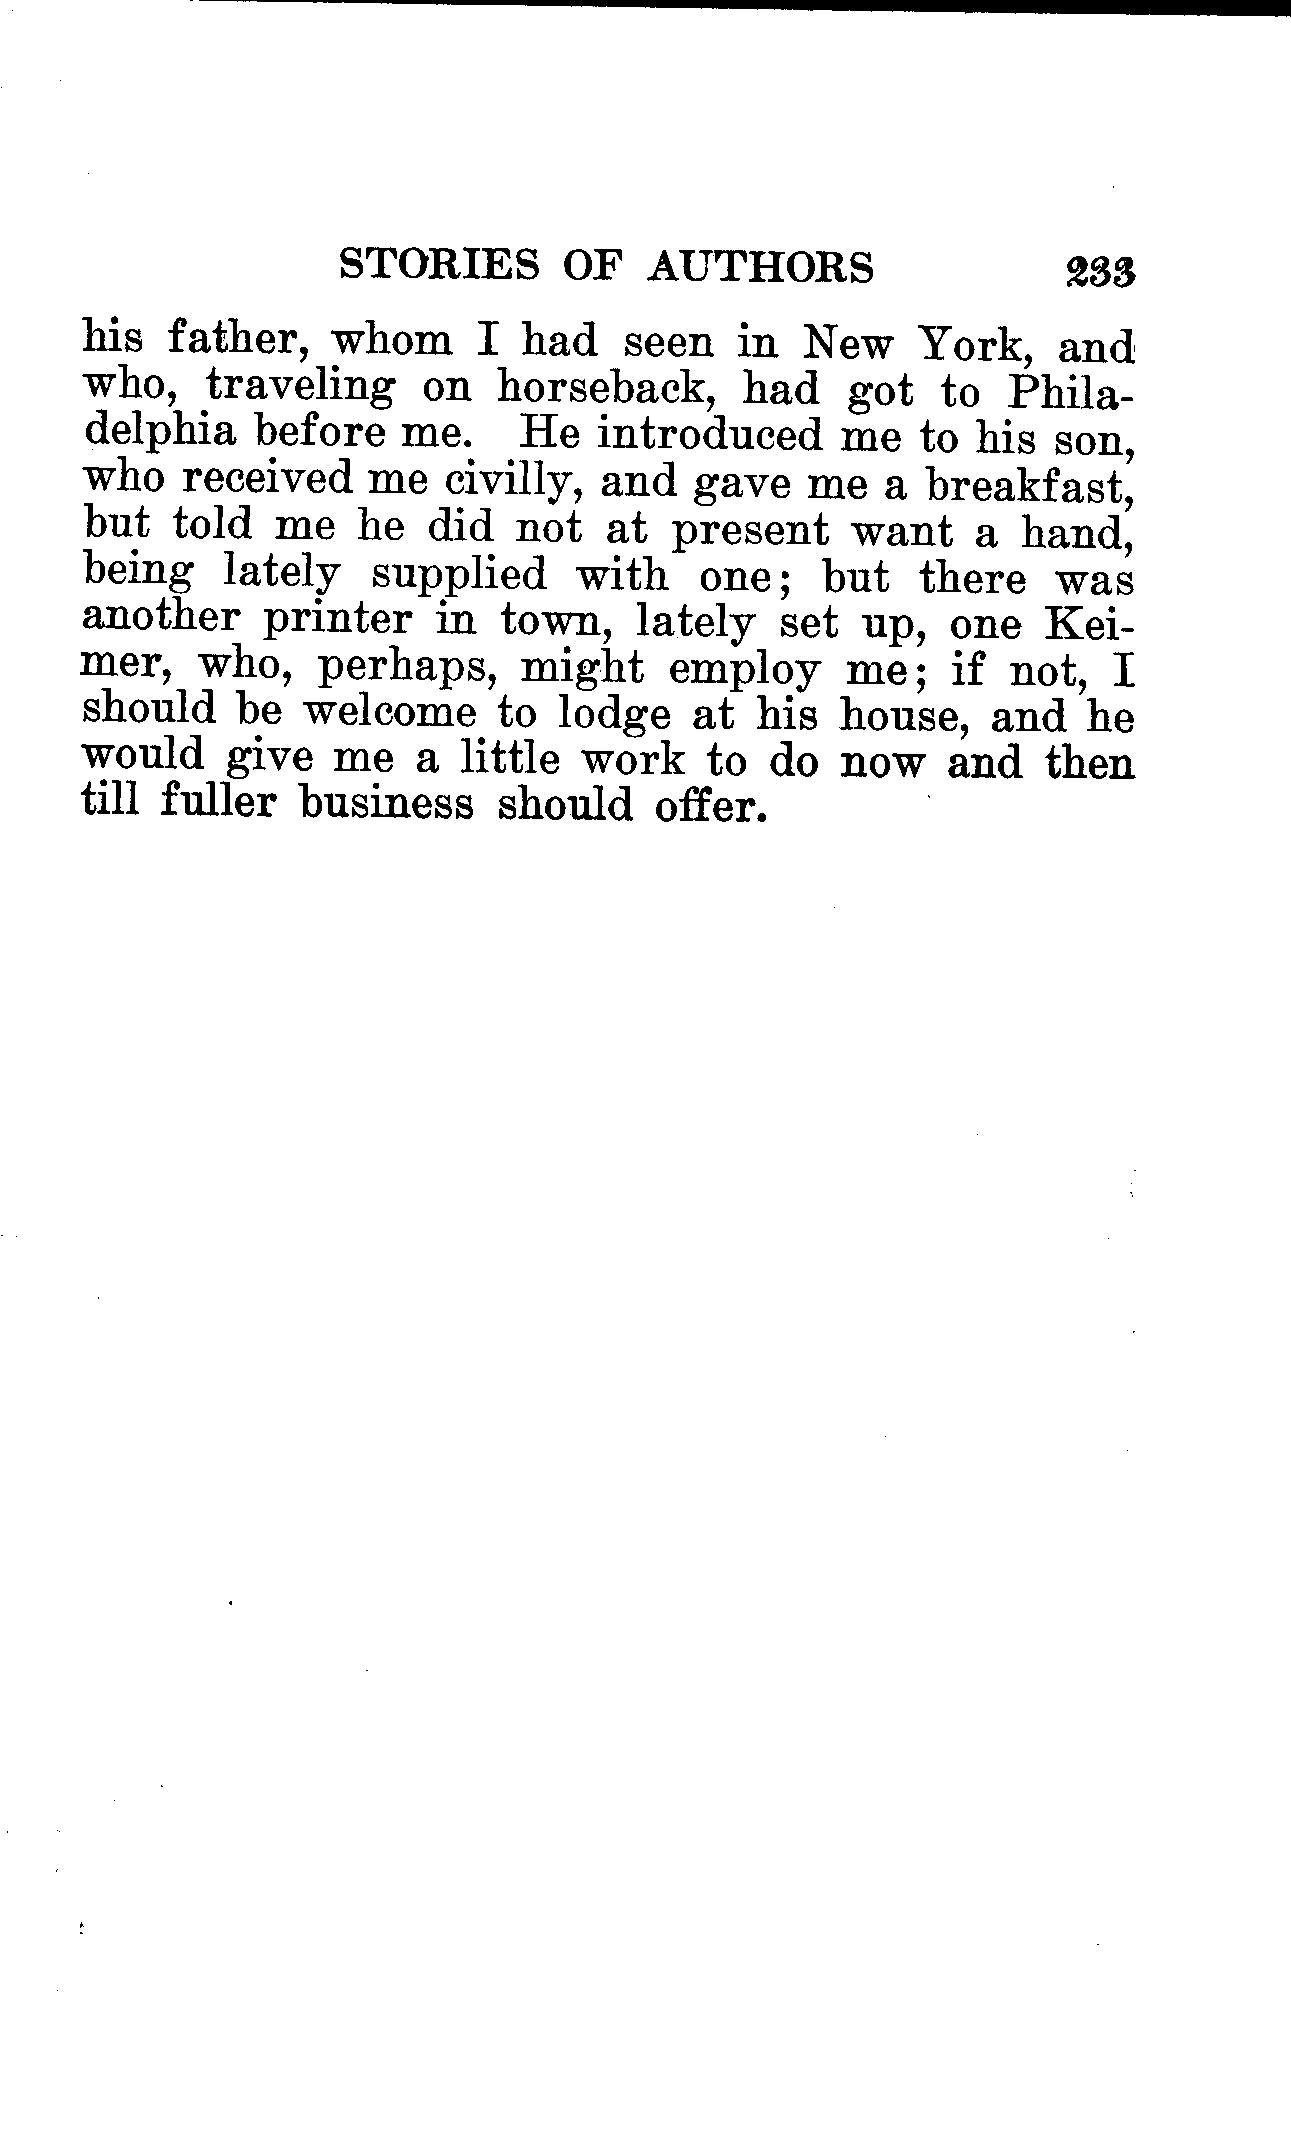 STORIES OF AUTHORS 233
his father, whom I had seen in New York, and
who, traveling on horseback, had got to Phila-
delphia before me. He introduced me to his son,
who received me civilly, and gave me a breakfast,
but told me he did not at present want a hand,
being lately supplied with one; but there was
another printer in town, lately set up, one Kei-
mer, who, perhaps, might employ me; if not, I
should be welcome to lodge at his house, and he
would give me a little work to do now and then
till fuller business should offer.